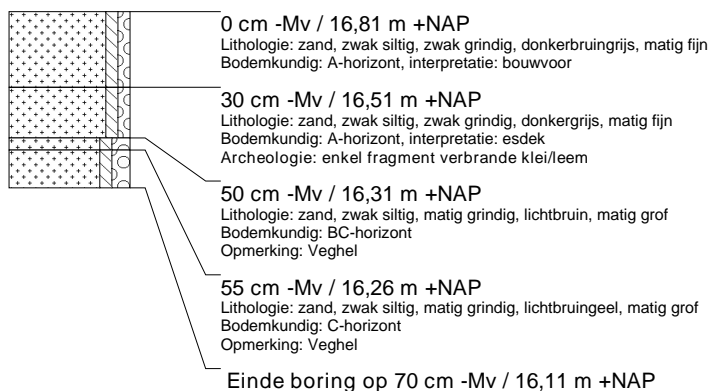 0 cm -Mv / 16,81 m +NAP
Lithologie: zand, zwak siltig, zwak grindig, donkerbruingrijs, matig fijn
Bodemkundig: A-horizont, interpretatie: bouwvoor
30 cm -Mv / 16,51 m +NAP
Lithologie: zand, zwak siltig, zwak grindig, donkergrijs, matig fijn
Bodemkundig: A-horizont, interpretatie: esdek
Archeologie: enkel fragment verbrande klei/leem
50 cm -Mv / 16,31 m +NAP
Lithologie: zand, zwak siltig, matig grindig, lichtbruin, matig grof
Bodemkundig: BC-horizont
Opmerking: Veghel
55 cm -Mv / 16,26 m +NAP
Lithologie: zand, zwak siltig, matig grindig, lichtbruingeel, matig grof
Bodemkundig: C-horizont
Opmerking: Veghel
Einde boring op 70 cm -Mv / 16,11 m +NAP